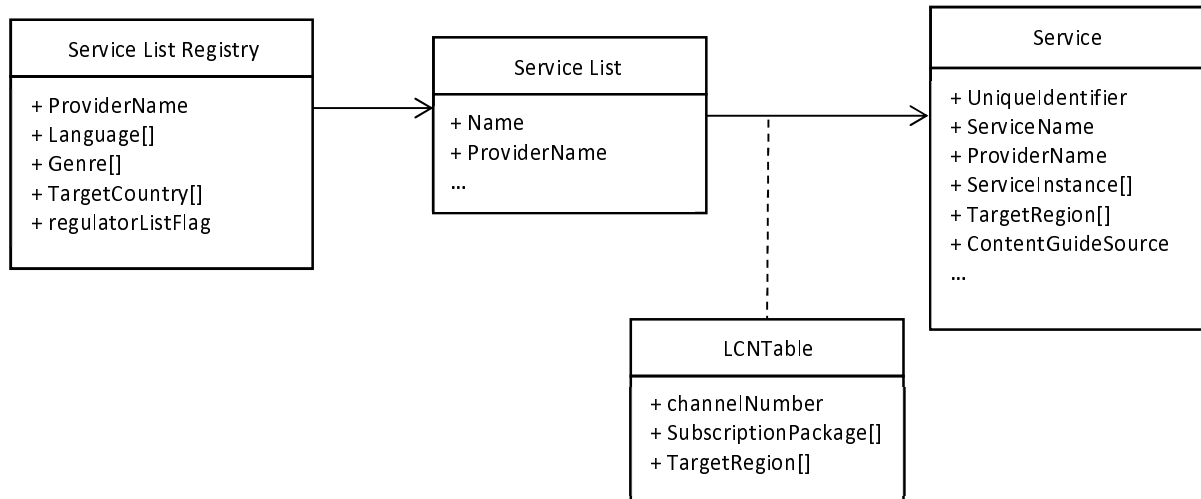 Service List Registry
+ ProviderName
+ Language[]
+ Genre[]
+ TargetCountry[]
+ regulatorListFlag
Service List
+ Name
+ ProviderName
...
Service
+ UniqueIdentifier
+ ServiceName
+ ProviderName
+ ServiceInstance[]
+ TargetRegion[]
+ ContentGuideSource
...
LCNTable
+ channelNumber
+ SubscriptionPackage[]
+ TargetRegion[]